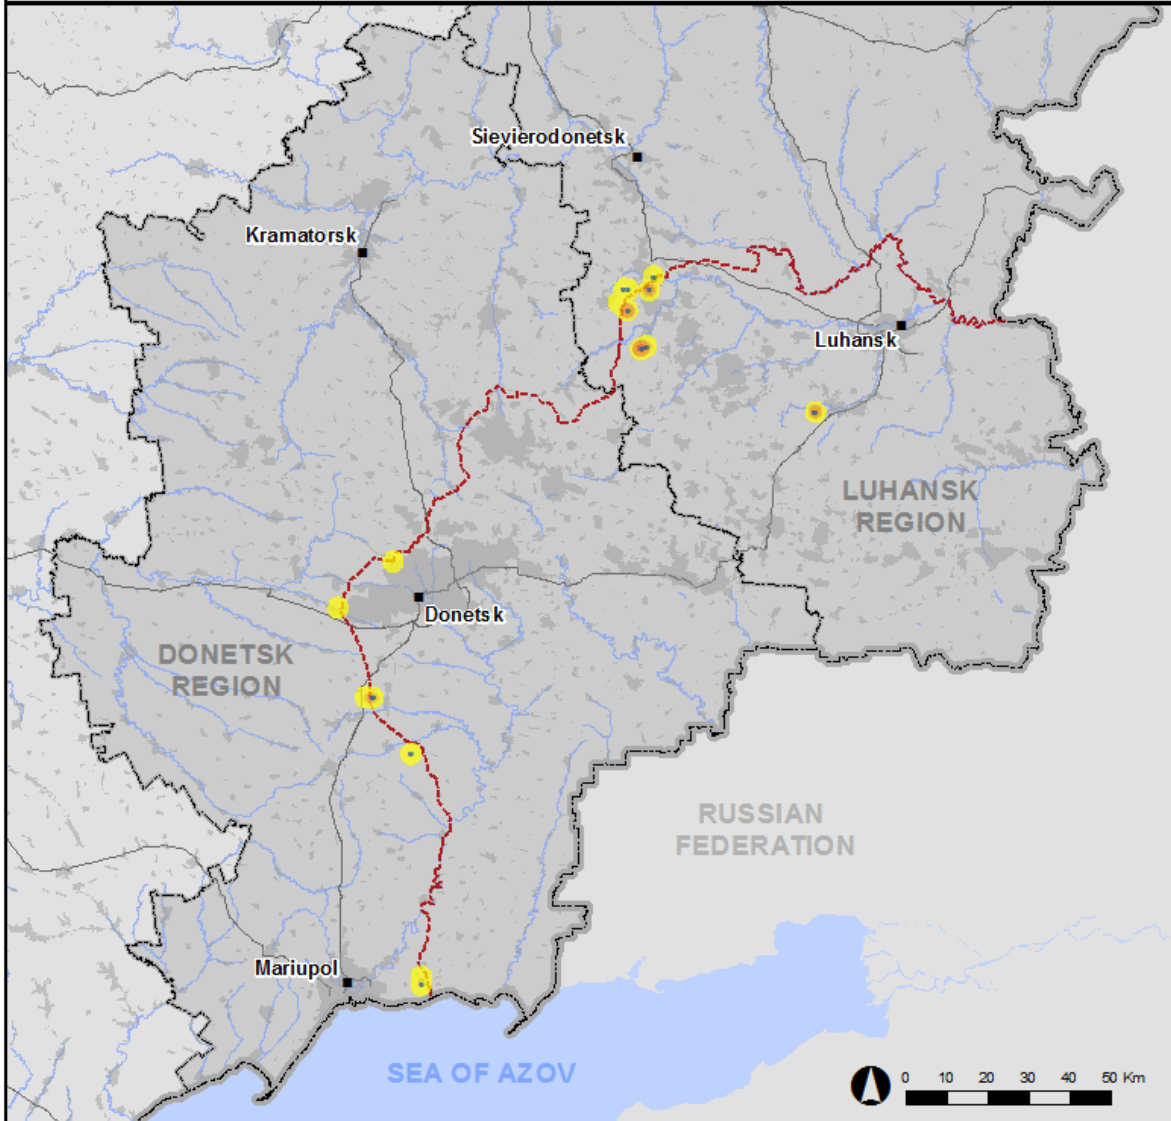 Sievierodonetsk
Kramatorsk
Luhansk
LUHANSK
REGION
Donetsk
DONETSK
REGION
RUSSIAN
FEDERATION
Mariupol
SEA OF AZOV
0 10 20 30 40 50 Km